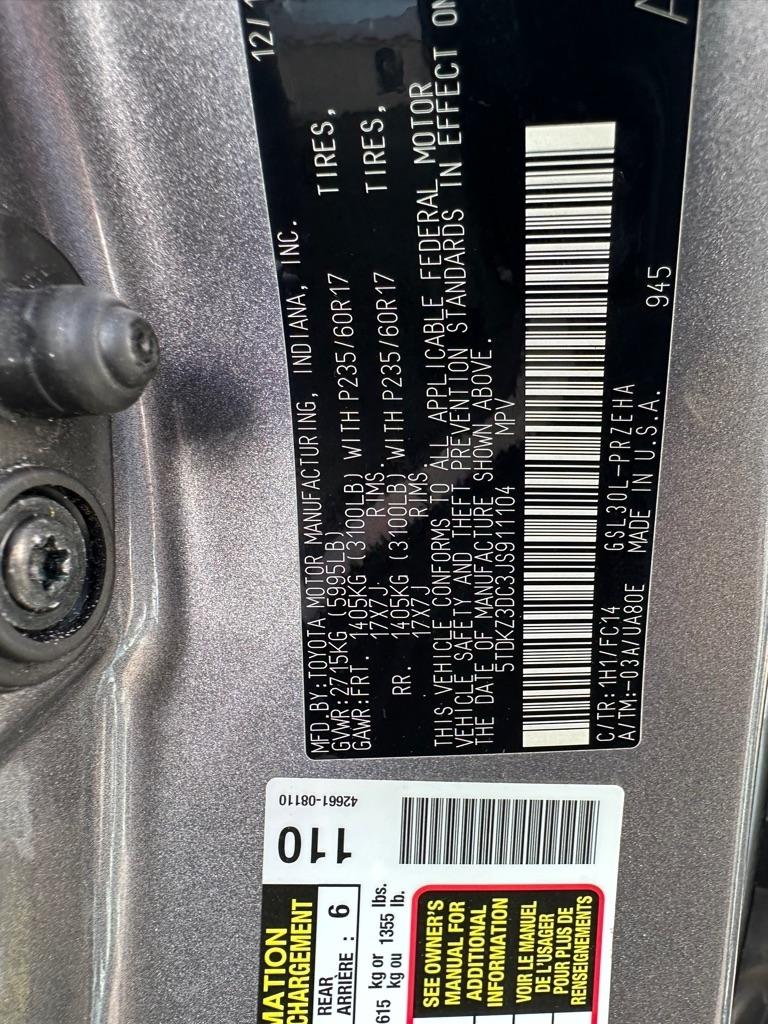 MFD.BY:TOYOTA MOTOR MANUFACTURING, INDIANA, INC. 12/1
GVWR:2715KG (5995LB)
GAWR:FRT. 1405KG (3100LB) WITH P235/60R17 TIRES,
17X7J RIMS.
RR. 1405KG (3100LB) WITH P235/60R17 TIRES,
17X7J RIMS.
THIS VEHICLE CONFORMS TO ALL APPLICABLE FEDERAL MOTOR
VEHICLE SAFETY AND THEFT PREVENTION STANDARDS IN EFFECT ON
THE DATE OF MANUFACTURE SHOWN ABOVE.
5TDKZ3DC3JS911104 MPV
C/TR:1H1/FC14 GSL30L-PRZEHA 945
A/TM:-03A/UA80E MADE IN U.S.A. A
42661-08110
110
MATION
CHARGEMENT
REAR
ARRIÈRE : 6
615 kg or 1355 lbs.
kg ou lb.
SEE OWNER'S
MANUAL FOR
ADDITIONAL
INFORMATION
VOIR LE MANUEL
DE L'USAGER
POUR PLUS DE
RENSEIGNEMENTS